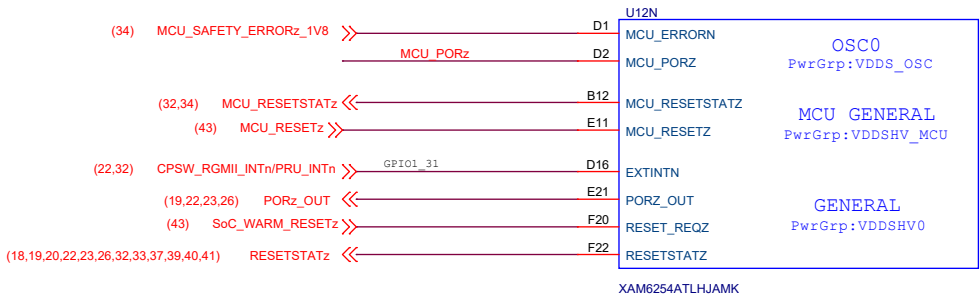 U12N
(34) MCU_SAFETY_ERRORz_1V8 D1 MCU_ERRORN
MCU_PORz D2 MCU_PORZ
OSC0
PwrGrp:VDDS_OSC
(32,34) MCU_RESETSTATz B12 MCU_RESETSTATZ
(43) MCU_RESETz E11 MCU_RESETZ
MCU GENERAL
PwrGrp:VDDSHV_MCU
(22,32) CPSW_RGMII_INTn/PRU_INTn GPIO1_31 D16 EXTINTN
(19,22,23,26) PORz_OUT E21 PORZ_OUT
(43) SoC_WARM_RESETz F20 RESET_REQZ
GENERAL
PwrGrp:VDDSHV0
(18,19,20,22,23,26,32,33,37,39,40,41) RESETSTATz F22 RESETSTATZ
XAM6254ATLHJAMK